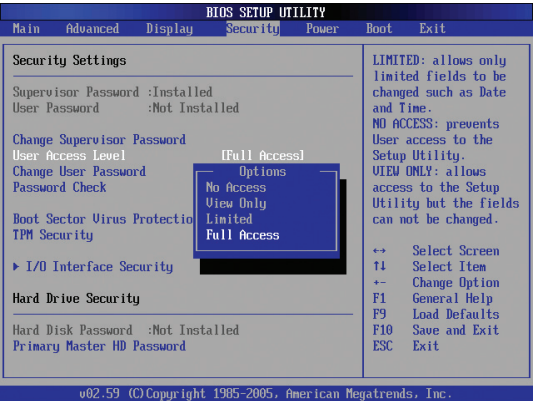 BIOS SETUP UTILITY
Main Advanced Display Security Power Boot Exit
Security Settings
Supervisor Password :Installed
User Password :Not Installed
Change Supervisor Password
User Access Level [Full Access]
Change User Password
Password Check
Boot Sector Virus Protectio
TPM Security
I/O Interface Security
Hard Drive Security
Hard Disk Password :Not Installed
Primary Master HD Password
Options
No Access
View Only
Limited
Full Access
LIMITED: allows only
limited fields to be
changed such as Date
and Time.
NO ACCESS: prevents
User access to the
Setup Utility.
VIEW ONLY: allows
access to the Setup
Utility but the fields
can not be changed.
↔ Select Screen
↑↓ Select Item
+- Change Option
F1 General Help
F9 Load Defaults
F10 Save and Exit
ESC Exit
v02.59 (C)Copyright 1985-2005, American Megatrends, Inc.